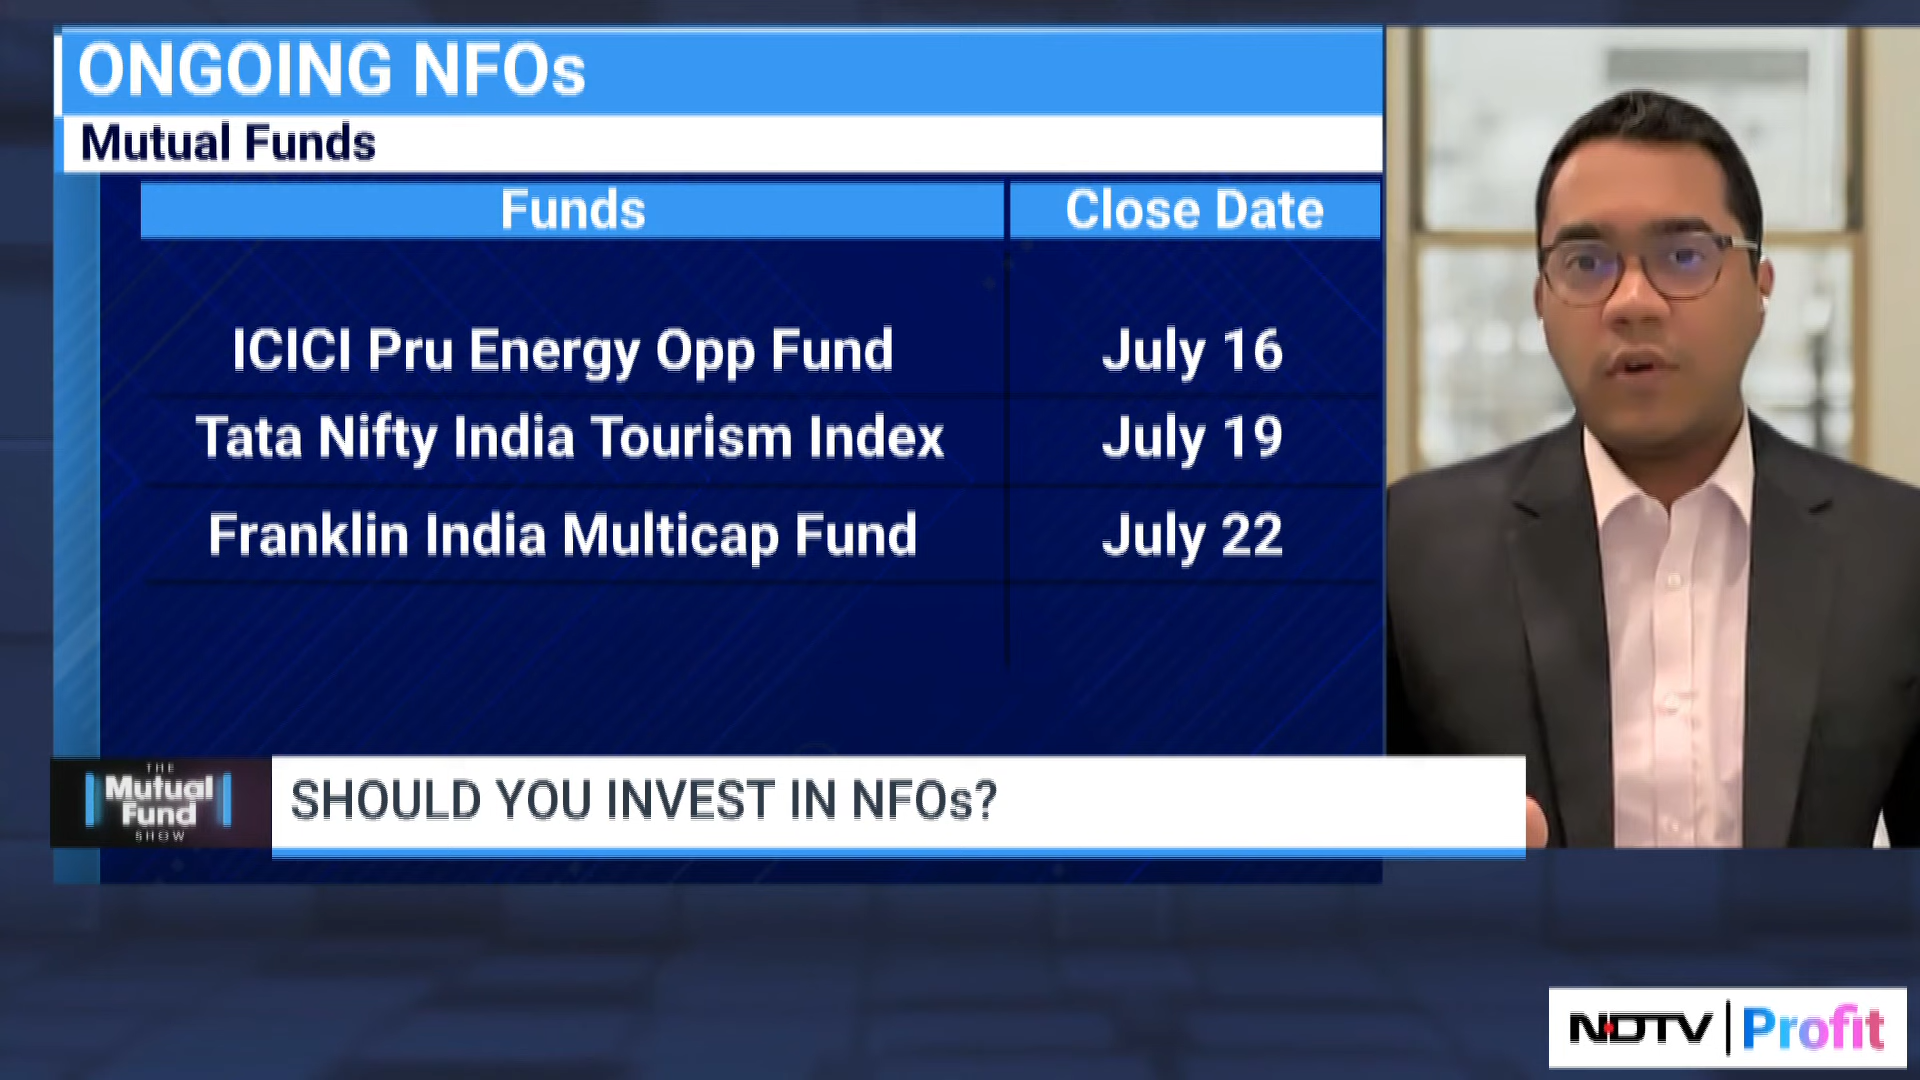 ONGOING NFOs
Mutual Funds
Funds Close Date
ICICI Pru Energy Opp Fund July 16
Tata Nifty India Tourism Index July 19
Franklin India Multicap Fund July 22
THE
Mutual
Fund
SHOW
SHOULD YOU INVEST IN NFOs?
NDTV Profit